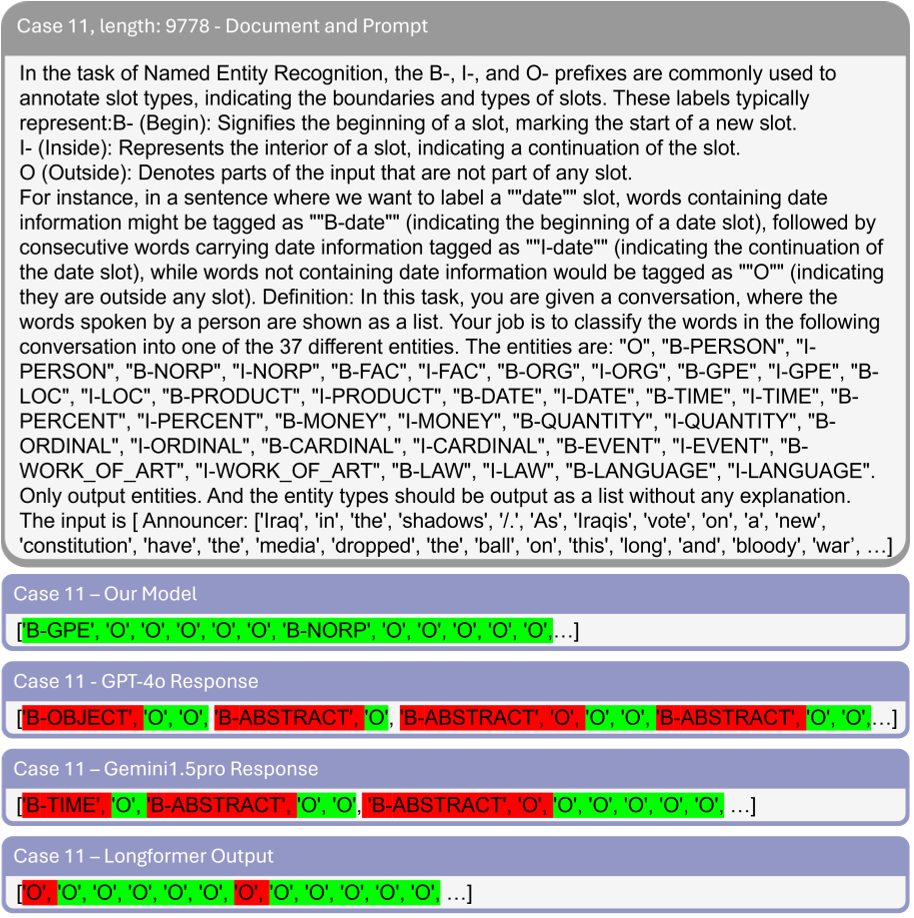 Case 11, length: 9778 - Document and Prompt
In the task of Named Entity Recognition, the B-, I-, and O- prefixes are commonly used to
annotate slot types, indicating the boundaries and types of slots. These labels typically
represent:B- (Begin): Signifies the beginning of a slot, marking the start of a new slot.
I- (Inside): Represents the interior of a slot, indicating a continuation of the slot.
O (Outside): Denotes parts of the input that are not part of any slot.
For instance, in a sentence where we want to label a ""date"" slot, words containing date
information might be tagged as ""B-date"" (indicating the beginning of a date slot), followed by
consecutive words carrying date information tagged as ""I-date"" (indicating the continuation of
the date slot), while words not containing date information would be tagged as ""O"" (indicating
they are outside any slot). Definition: In this task, you are given a conversation, where the
words spoken by a person are shown as a list. Your job is to classify the words in the following
conversation into one of the 37 different entities. The entities are: "O", "B-PERSON", "I-
PERSON", "B-NORP", "I-NORP", "B-FAC", "I-FAC", "B-ORG", "I-ORG", "B-GPE", "I-GPE", "B-
LOC", "I-LOC", "B-PRODUCT", "I-PRODUCT", "B-DATE", "I-DATE", "B-TIME", "I-TIME", "B-
PERCENT", "I-PERCENT", "B-MONEY", "I-MONEY", "B-QUANTITY", "I-QUANTITY", "B-
ORDINAL", "I-ORDINAL", "B-CARDINAL", "I-CARDINAL", "B-EVENT", "I-EVENT", "B-
WORK_OF_ART", "I-WORK_OF_ART", "B-LAW", "I-LAW", "B-LANGUAGE", "I-LANGUAGE".
Only output entities. And the entity types should be output as a list without any explanation.
The input is [ Announcer: ['Iraq', 'in', 'the', 'shadows', '/.', 'As', 'Iraqis', 'vote', 'on', 'a', 'new',
'constitution', 'have', 'the', 'media', 'dropped', 'the', 'ball', 'on', 'this', 'long', 'and', 'bloody', 'war’, …]
Case 11 – Our Model
['B-GPE', 'O', 'O', 'O', 'O', 'O', 'B-NORP', 'O', 'O', 'O', 'O', 'O',…]
Case 11 - GPT-4o Response
['B-OBJECT', 'O', 'O', 'B-ABSTRACT', 'O', 'B-ABSTRACT', 'O', 'O', 'O', 'B-ABSTRACT', 'O', 'O',…]
Case 11 – Gemini1.5pro Response
['B-TIME', 'O', 'B-ABSTRACT', 'O', 'O', 'B-ABSTRACT', 'O', 'O', 'O', 'O', 'O', 'O', …]
Case 11 – Longformer Output
['O', 'O', 'O', 'O', 'O', 'O', 'O', 'O', 'O', 'O', 'O', 'O', …]